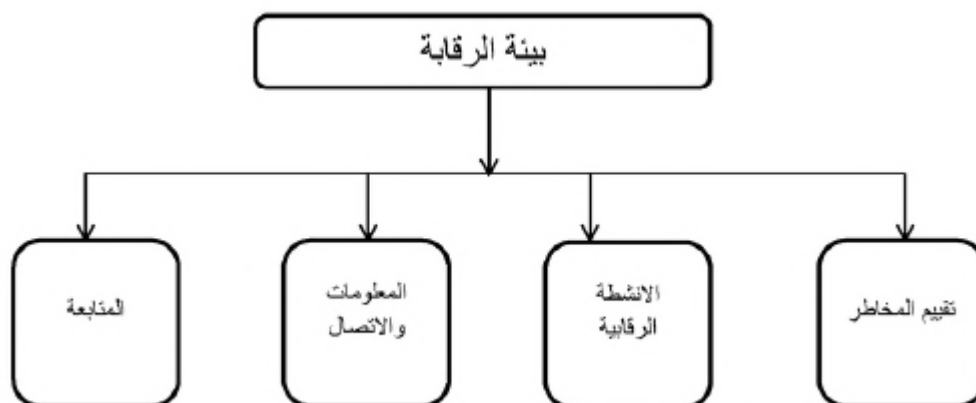 بيئة الرقابة
تقييم المخاطر
الانشطة
الرقابية
المعلومات
والاتصال
المتابعة